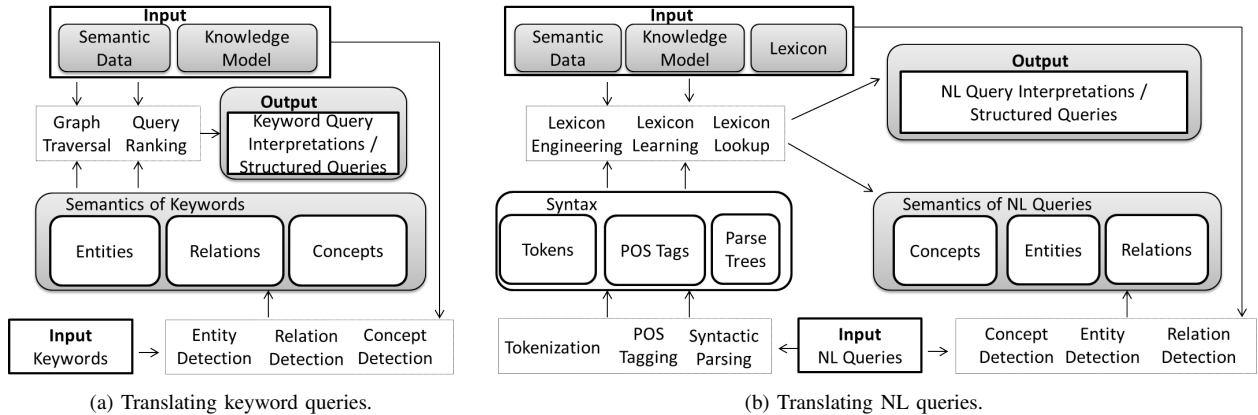 Input
Semantic
Data
Knowledge
Model
Graph
Traversal
Query
Ranking
Output
Keyword Query
Interpretations /
Structured Queries
Semantics of Keywords
Entities
Relations
Concepts
Input
Keywords
Entity
Detection
Relation
Detection
Concept
Detection
(a) Translating keyword queries.
Input
Semantic
Data
Knowledge
Model
Lexicon
Lexicon
Engineering
Lexicon
Learning
Lexicon
Lookup
Output
NL Query Interpretations /
Structured Queries
Syntax
Tokens
POS Tags
Parse
Trees
Semantics of NL Queries
Concepts
Entities
Relations
Tokenization
POS
Tagging
Syntactic
Parsing
Input
NL Queries
Concept
Detection
Entity
Detection
Relation
Detection
(b) Translating NL queries.